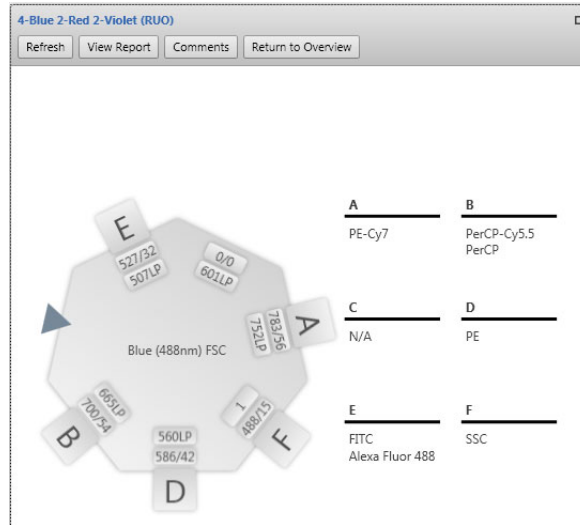 4-Blue 2-Red 2-Violet (RUO)
Refresh View Report Comments Return to Overview
E
527/32
507LP
0/0
601LP
A
783/56
752LP
Blue (488nm) FSC
665LP
700/54
B
560LP
586/42
D
1
488/15
F
A
PE-Cy7
B
PerCP-Cy5.5
PerCP
C
N/A
D
PE
E
FITC
Alexa Fluor 488
F
SSC